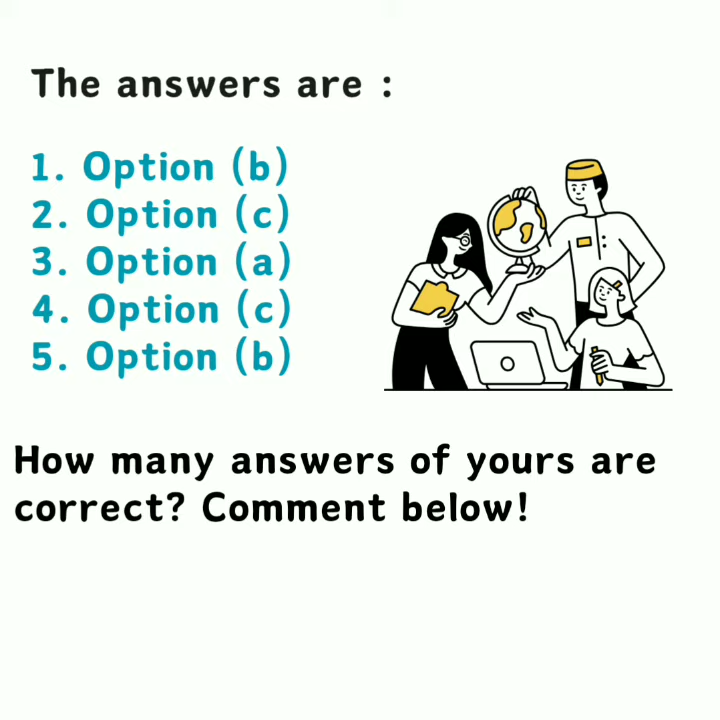 The answers are :
1. Option (b)
2. Option (c)
3. Option (a)
4. Option (c)
5. Option (b)
How many answers of yours are
correct? Comment below!